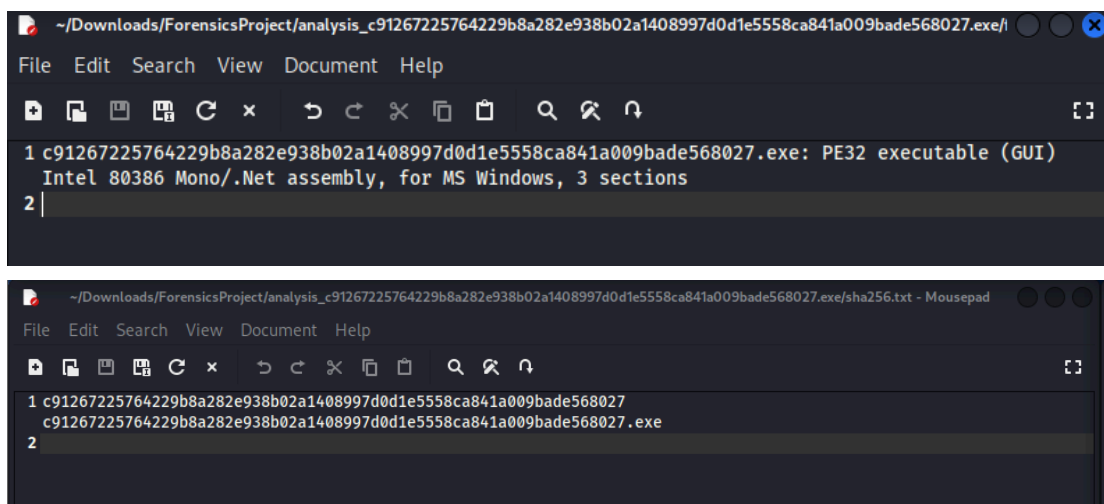 ~/Downloads/ForensicsProject/analysis_c91267225764229b8a282e938b02a1408997d0d1e5558ca841a009bade568027.exe/
File Edit Search View Document Help
1 c91267225764229b8a282e938b02a1408997d0d1e5558ca841a009bade568027.exe: PE32 executable (GUI)
Intel 80386 Mono/.Net assembly, for MS Windows, 3 sections
2
~/Downloads/ForensicsProject/analysis_c91267225764229b8a282e938b02a1408997d0d1e5558ca841a009bade568027.exe/sha256.txt - Mousepad
File Edit Search View Document Help
1 c91267225764229b8a282e938b02a1408997d0d1e5558ca841a009bade568027
c91267225764229b8a282e938b02a1408997d0d1e5558ca841a009bade568027.exe
2